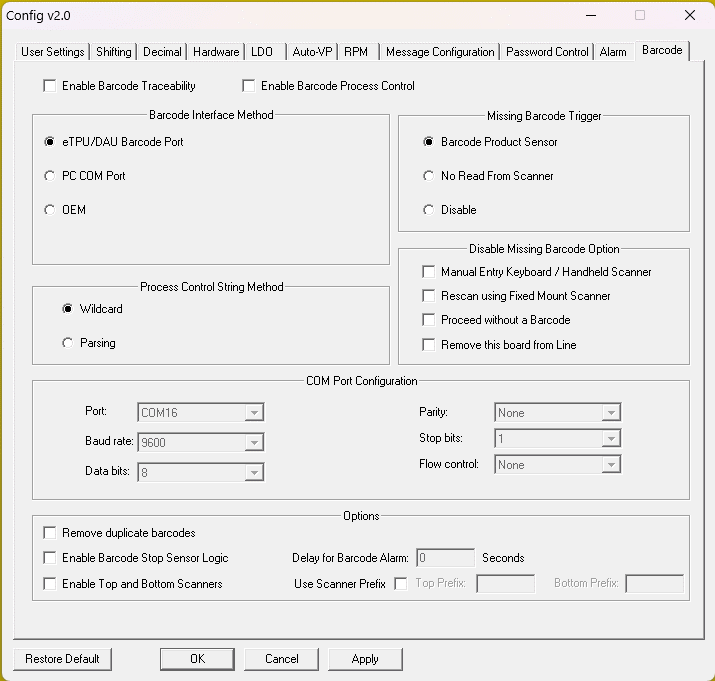 Config v2.0
User Settings Shifting Decimal Hardware LDO Auto-VP RPM Message Configuration Password Control Alarm Barcode
Enable Barcode Traceability Enable Barcode Process Control
Barcode Interface Method
eTPU/DAU Barcode Port
PC COM Port
OEM
Missing Barcode Trigger
Barcode Product Sensor
No Read From Scanner
Disable
Process Control String Method
Wildcard
Parsing
Disable Missing Barcode Option
Manual Entry Keyboard / Handheld Scanner
Rescan using Fixed Mount Scanner
Proceed without a Barcode
Remove this board from Line
COM Port Configuration
Port: COM16
Baud rate: 9600
Data bits: 8
Parity: None
Stop bits: 1
Flow control: None
Options
Remove duplicate barcodes
Enable Barcode Stop Sensor Logic Delay for Barcode Alarm: 0 Seconds
Enable Top and Bottom Scanners Use Scanner Prefix Top Prefix: Bottom Prefix:
Restore Default OK Cancel Apply